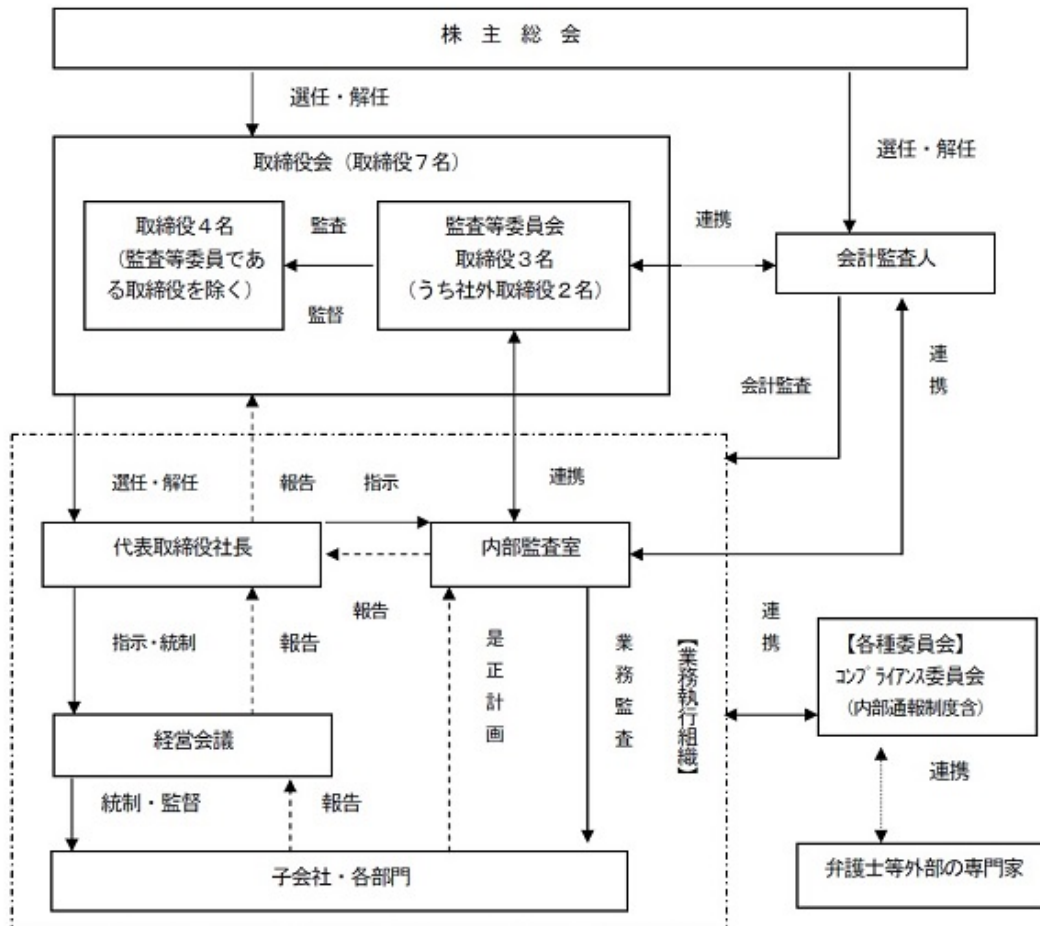 株 主 総 会
選任・解任
選任・解任
取締役会（取締役７名）
取締役４名
（監査等委員であ
る取締役を除く）
監査
監督
監査等委員会
取締役３名
（うち社外取締役２名）
連携
会計監査人
会計監査
連携
選任・解任
報告
指示
連携
代表取締役社長
内部監査室
報告
指示・統制
報告
是正計画
業務監査
【業務執行組織】
連携
【各種委員会】
ｺﾝﾌﾟﾗｲｱﾝｽ委員会
（内部通報制度含）
経営会議
統制・監督
報告
連携
子会社・各部門
弁護士等外部の専門家